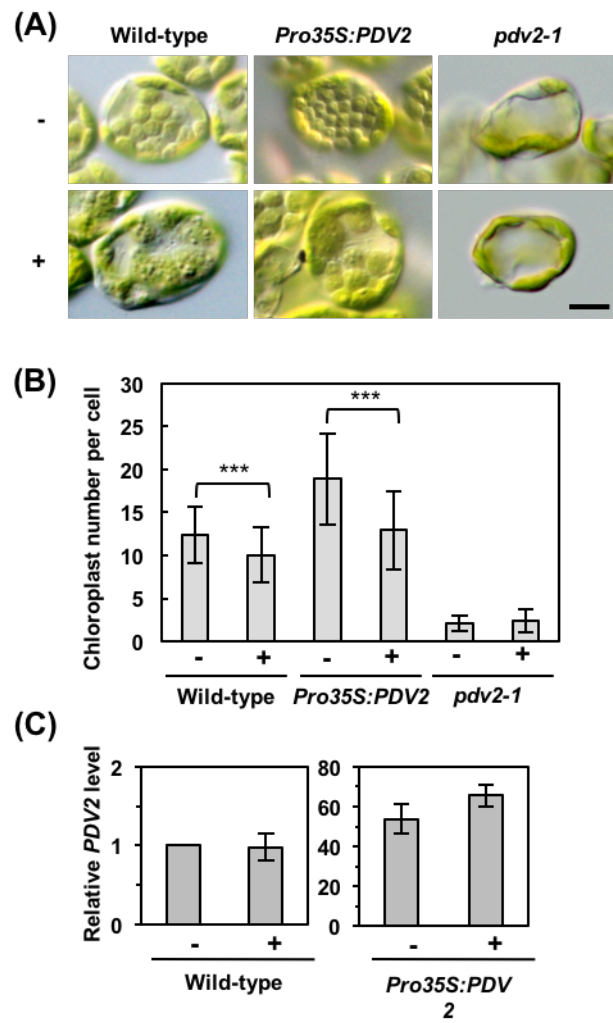 (A)
Wild-type Pro35S:PDV2 pdv2-1
-
+
(B)
Chloroplast number per cell
30
25
20
15
10
5
0
*** ***
- + - + - +
Wild-type Pro35S:PDV2 pdv2-1
(C)
Relative PDV2 level
2
1
0
80
60
40
20
0
- + - +
Wild-type Pro35S:PDV
2